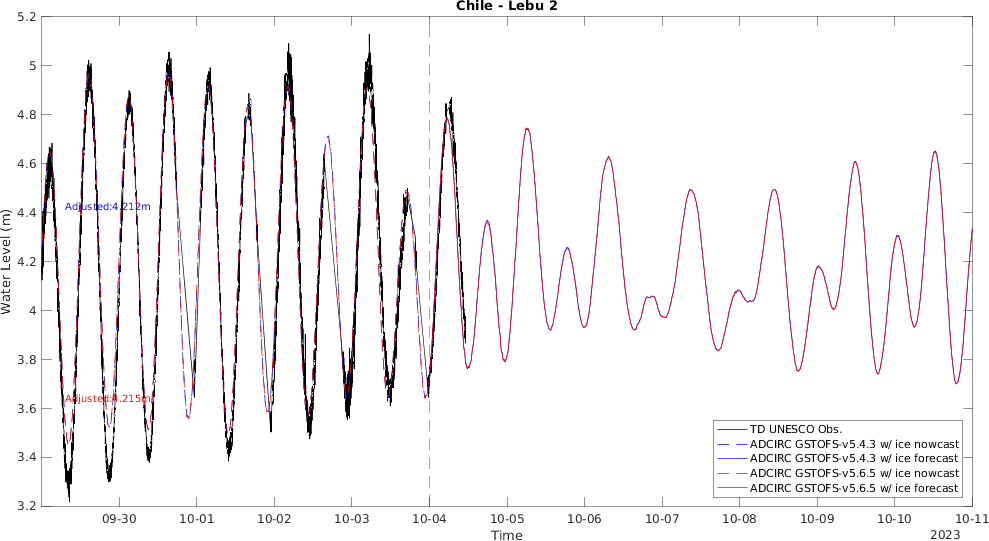 Chile - Lebu 2
5.2
5
4.8
4.6
4.4
4.2
4
3.8
3.6
3.4
3.2
Water Level (m)
Adjusted:4.212m
Adjusted:4.215m
TD UNESCO Obs.
ADCIRC GSTOFS-v5.4.3 w/ ice nowcast
ADCIRC GSTOFS-v5.4.3 w/ ice forecast
ADCIRC GSTOFS-v5.6.5 w/ ice nowcast
ADCIRC GSTOFS-v5.6.5 w/ ice forecast
09-30 10-01 10-02 10-03 10-04 10-05 10-06 10-07 10-08 10-09 10-10 10-11
Time
2023